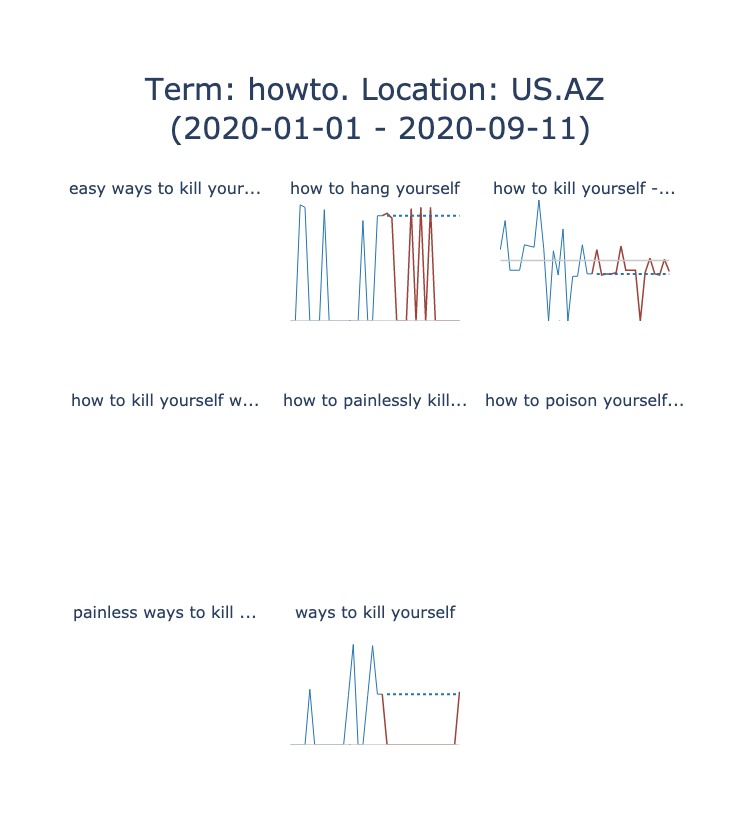 Term: howto. Location: US.AZ
(2020-01-01 - 2020-09-11)
easy ways to kill your...
how to hang yourself
how to kill yourself -...
how to kill yourself w...
how to painlessly kill...
how to poison yourself...
painless ways to kill ...
ways to kill yourself